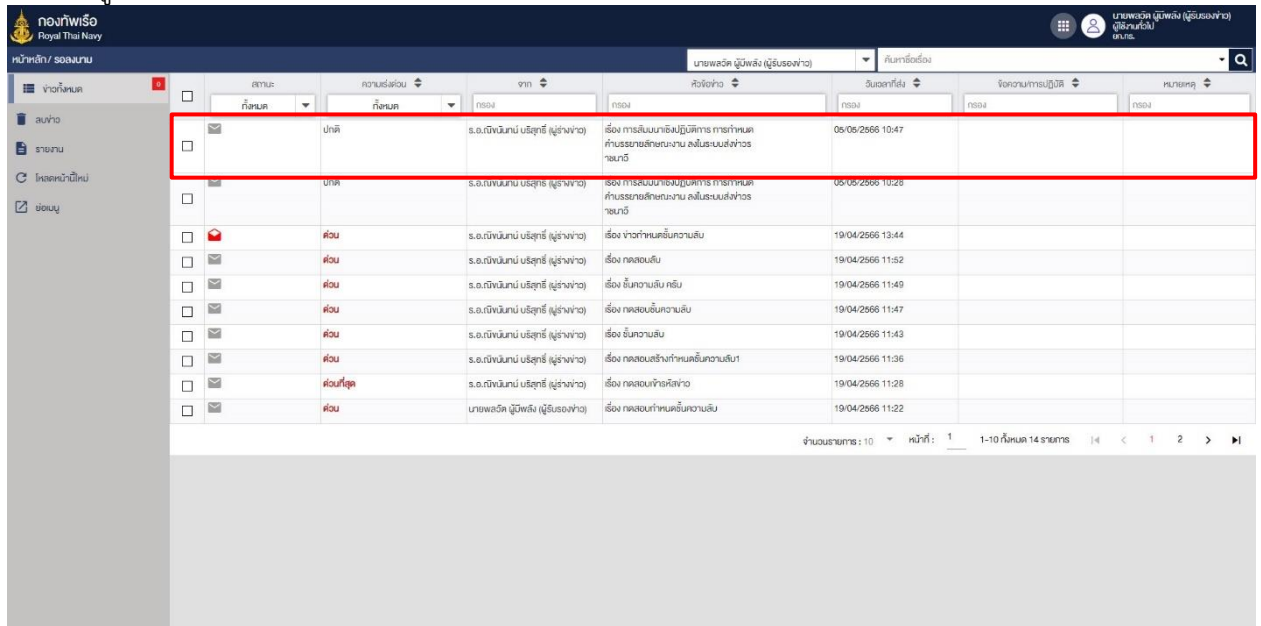 กองทัพเรือ
Royal Thai Navy
นายพลวัต ผู้มีพลัง (ผู้รับรองข่าว)
ผู้ใช้งานทั่วไป
ยก.ทร.
หน้าหลัก/ รอลงนาม
นายพลวัต ผู้มีพลัง (ผู้รับรองข่าว)
ค้นหาชื่อเรื่อง
ข่าวทั้งหมด
0
ลบข่าว
รายงาน
โหลดหน้านี้ใหม่
ย่อเมนู
สถานะ ความเร่งด่วน จาก หัวข้อข่าว วันเวลาที่ส่ง ข้อความ/การปฏิบัติ หมายเหตุ
ทั้งหมด ทั้งหมด กรอง กรอง กรอง กรอง กรอง
ปกติ ร.อ.ณัฐนันทน์ บริสุทธิ์ (ผู้ร่างข่าว) เรื่อง การสัมมนาเชิงปฏิบัติการ การกำหนด 05/05/2566 10:47
คำบรรยายลักษณะงาน ลงในระบบส่งข่าวร
าชนาวี
ปกติ ร.อ.ณัฐนันทน์ บริสุทธิ์ (ผู้ร่างข่าว) เรื่อง การสัมมนาเชิงปฏิบัติการ การกำหนด 05/05/2566 10:28
คำบรรยายลักษณะงาน ลงในระบบส่งข่าวร
าชนาวี
ด่วน ร.อ.ณัฐนันทน์ บริสุทธิ์ (ผู้ร่างข่าว) เรื่อง ข่าวกำหนดชั้นความลับ 19/04/2566 13:44
ด่วน ร.อ.ณัฐนันทน์ บริสุทธิ์ (ผู้ร่างข่าว) เรื่อง ทดสอบลับ 19/04/2566 11:52
ด่วน ร.อ.ณัฐนันทน์ บริสุทธิ์ (ผู้ร่างข่าว) เรื่อง ชั้นความลับ ครับ 19/04/2566 11:49
ด่วน ร.อ.ณัฐนันทน์ บริสุทธิ์ (ผู้ร่างข่าว) เรื่อง ทดสอบชั้นความลับ 19/04/2566 11:47
ด่วน ร.อ.ณัฐนันทน์ บริสุทธิ์ (ผู้ร่างข่าว) เรื่อง ชั้นความลับ 19/04/2566 11:43
ด่วน ร.อ.ณัฐนันทน์ บริสุทธิ์ (ผู้ร่างข่าว) เรื่อง ทดสอบสร้างกำหนดชั้นความลับ1 19/04/2566 11:36
ด่วนที่สุด ร.อ.ณัฐนันทน์ บริสุทธิ์ (ผู้ร่างข่าว) เรื่อง ทดสอบเข้ารหัสข่าว 19/04/2566 11:28
ด่วน นายพลวัต ผู้มีพลัง (ผู้รับรองข่าว) เรื่อง ทดสอบกำหนดชั้นความลับ 19/04/2566 11:22
จำนวนรายการ : 10 หน้าที่ : 1 1-10 ทั้งหมด 14 รายการ 1 2